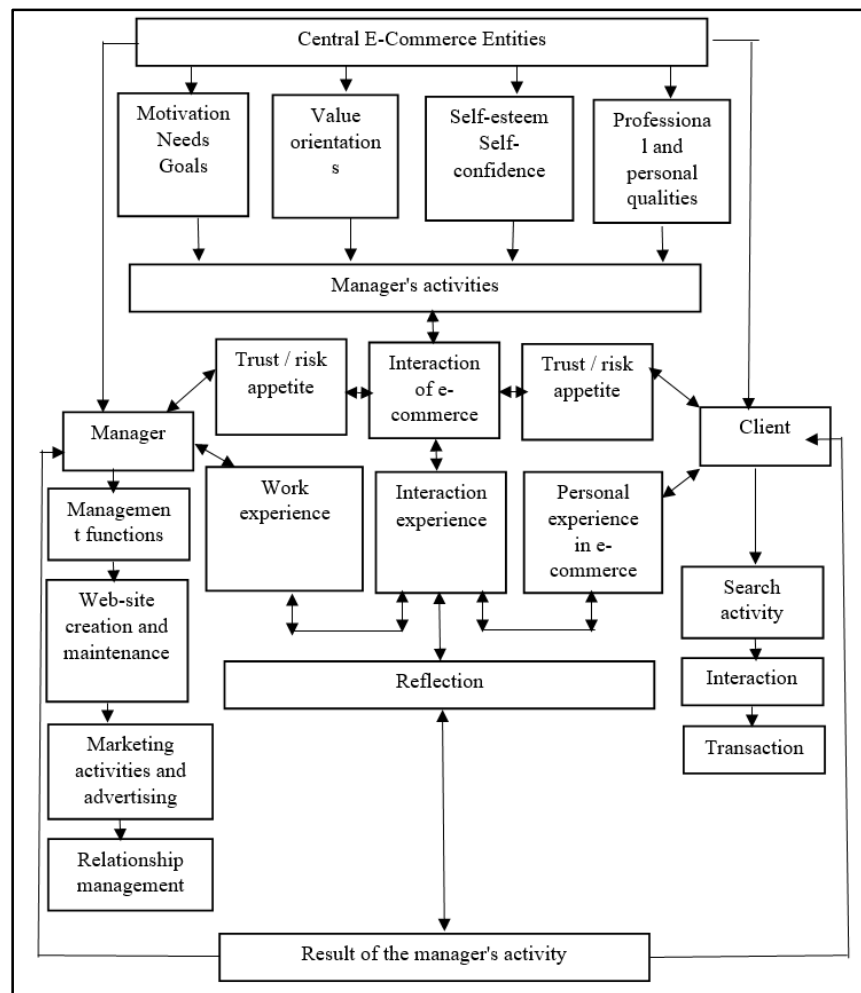 Central E-Commerce Entities
Motivation
Needs
Goals
Value
orientation
s
Self-esteem
Self-
confidence
Professiona
l and
personal
qualities
Manager's activities
Trust / risk
appetite
Interaction
of e-
commerce
Trust / risk
appetite
Manager
Client
Work
experience
Interaction
experience
Personal
experience
in e-
commerce
Managemen
t functions
Web-site
creation and
maintenance
Search
activity
Reflection
Interaction
Marketing
activities and
advertising
Transaction
Relationship
management
Result of the manager's activity